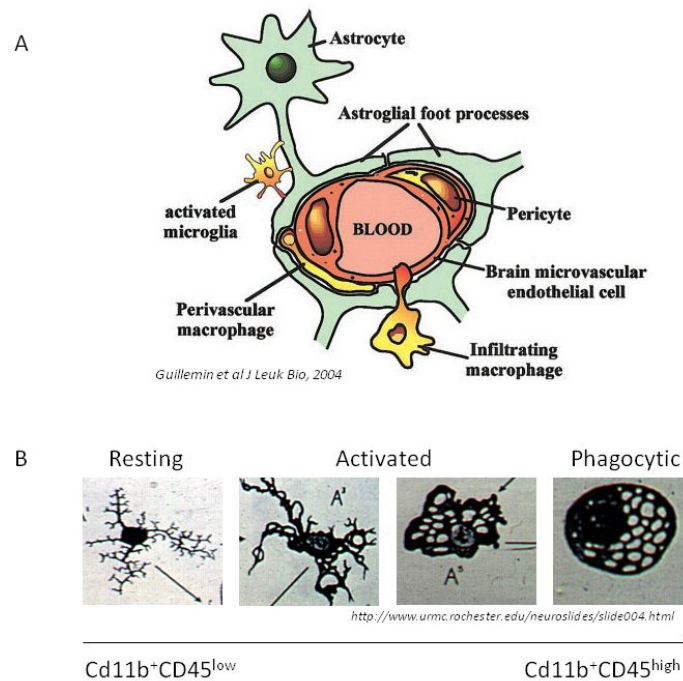 A
Astrocyte
Astroglial foot processes
activated
microglia
BLOOD
Pericyte
Perivascular
macrophage
Brain microvascular
endothelial cell
Infiltrating
macrophage
Guillemin et al J Leuk Bio, 2004
B
Resting
Activated
Phagocytic
A³
A⁵
http://www.urmc.rochester.edu/neuroslides/slide004.html
Cd11b⁺CD45ˡᵒʷ
Cd11b⁺CD45ʰⁱᵍʰ